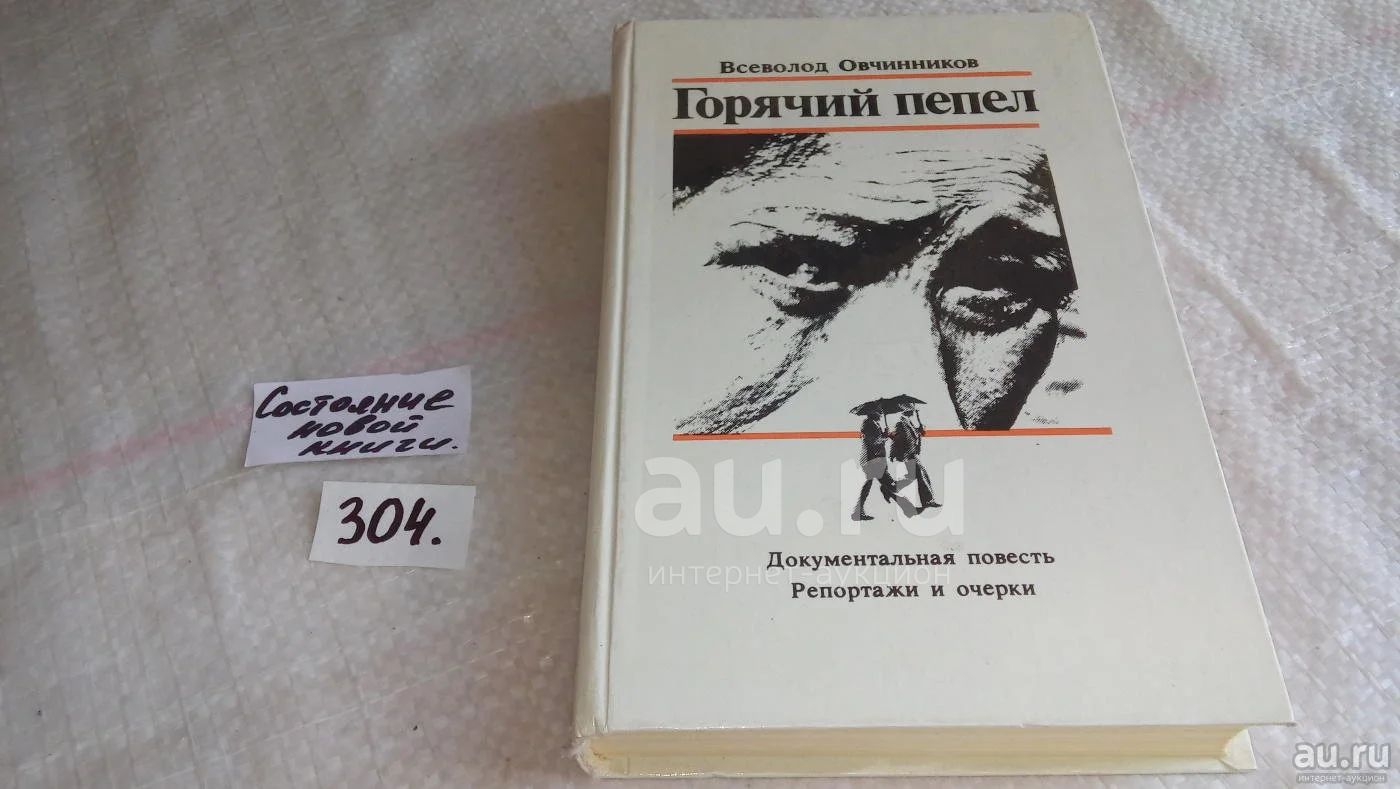 Всеволод Овчинников
Горячий пепел
Документальная повесть
Репортажи и очерки
Состояние
новой
книги.
304.
au.ru
интернет-аукцион
au.ru
интернет-аукцион